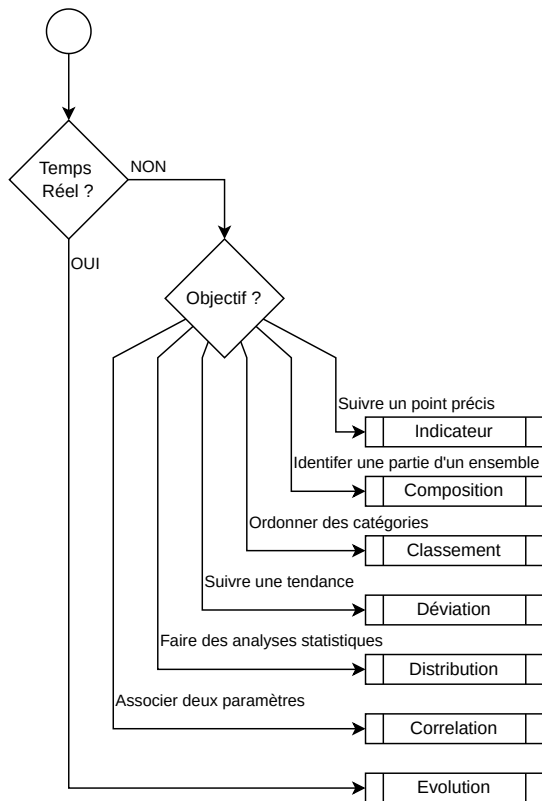 Temps
Réel ?
NON
OUI
Objectif ?
Suivre un point précis
Indicateur
Identifer une partie d'un ensemble
Composition
Ordonner des catégories
Classement
Suivre une tendance
Déviation
Faire des analyses statistiques
Distribution
Associer deux paramètres
Correlation
Evolution